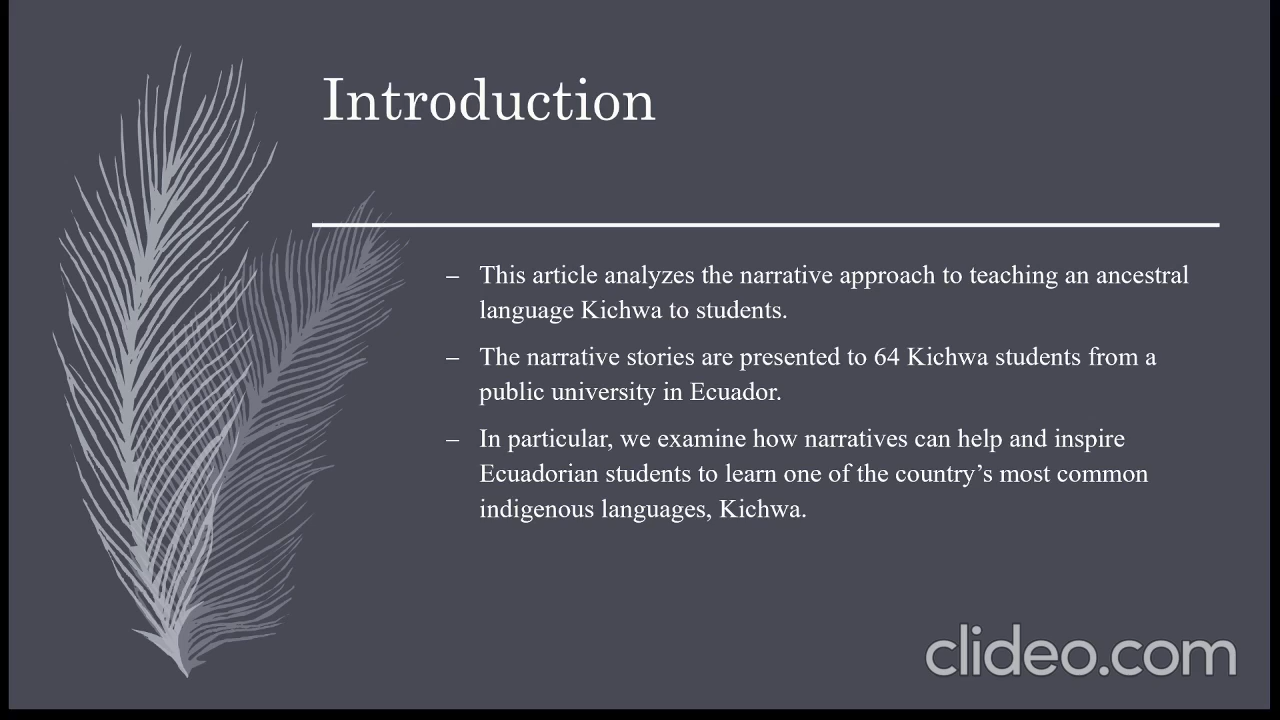 Introduction
– This article analyzes the narrative approach to teaching an ancestral
language Kichwa to students.
– The narrative stories are presented to 64 Kichwa students from a
public university in Ecuador.
– In particular, we examine how narratives can help and inspire
Ecuadorian students to learn one of the country’s most common
indigenous languages, Kichwa.
clideo.com